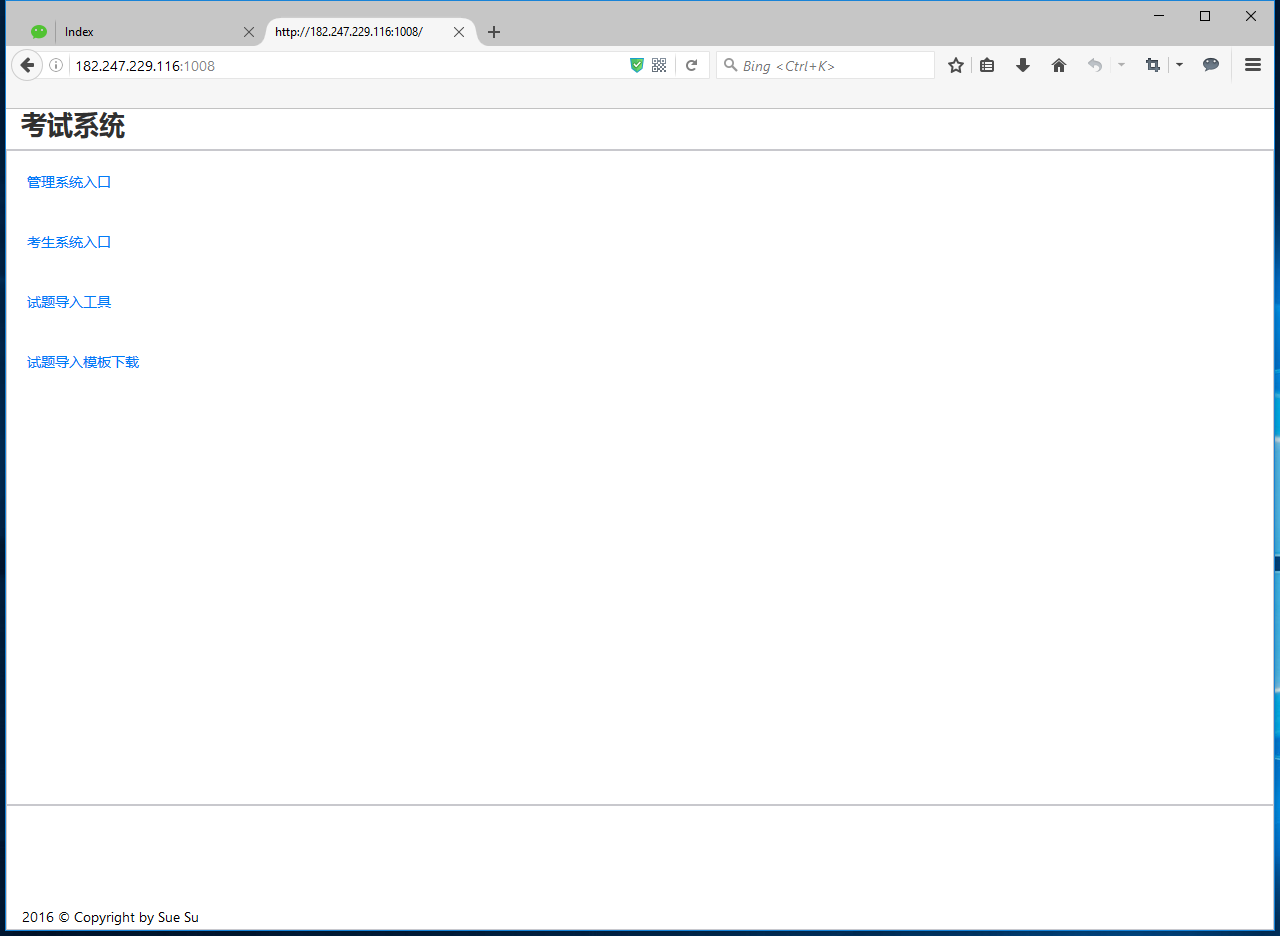 Index
http://182.247.229.116:1008/
182.247.229.116:1008
Bing <Ctrl+K>
考试系统
管理系统入口
考生系统入口
试题导入工具
试题导入模板下载
2016 © Copyright by Sue Su